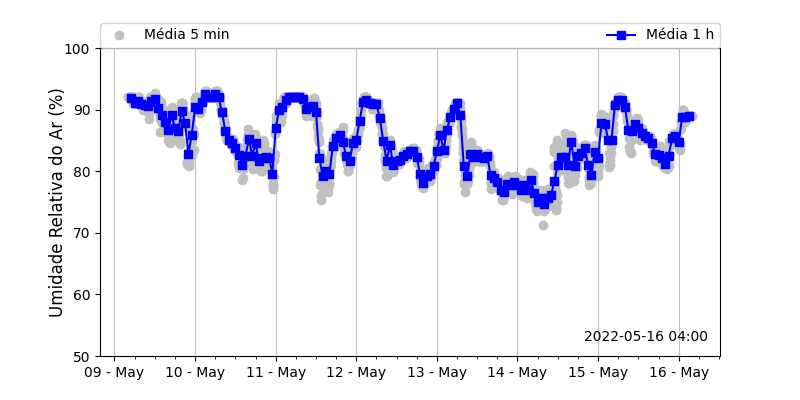 Média 5 min
Média 1 h
Umidade Relativa do Ar (%)
100
90
80
70
60
50
2022-05-16 04:00
09 - May
10 - May
11 - May
12 - May
13 - May
14 - May
15 - May
16 - May